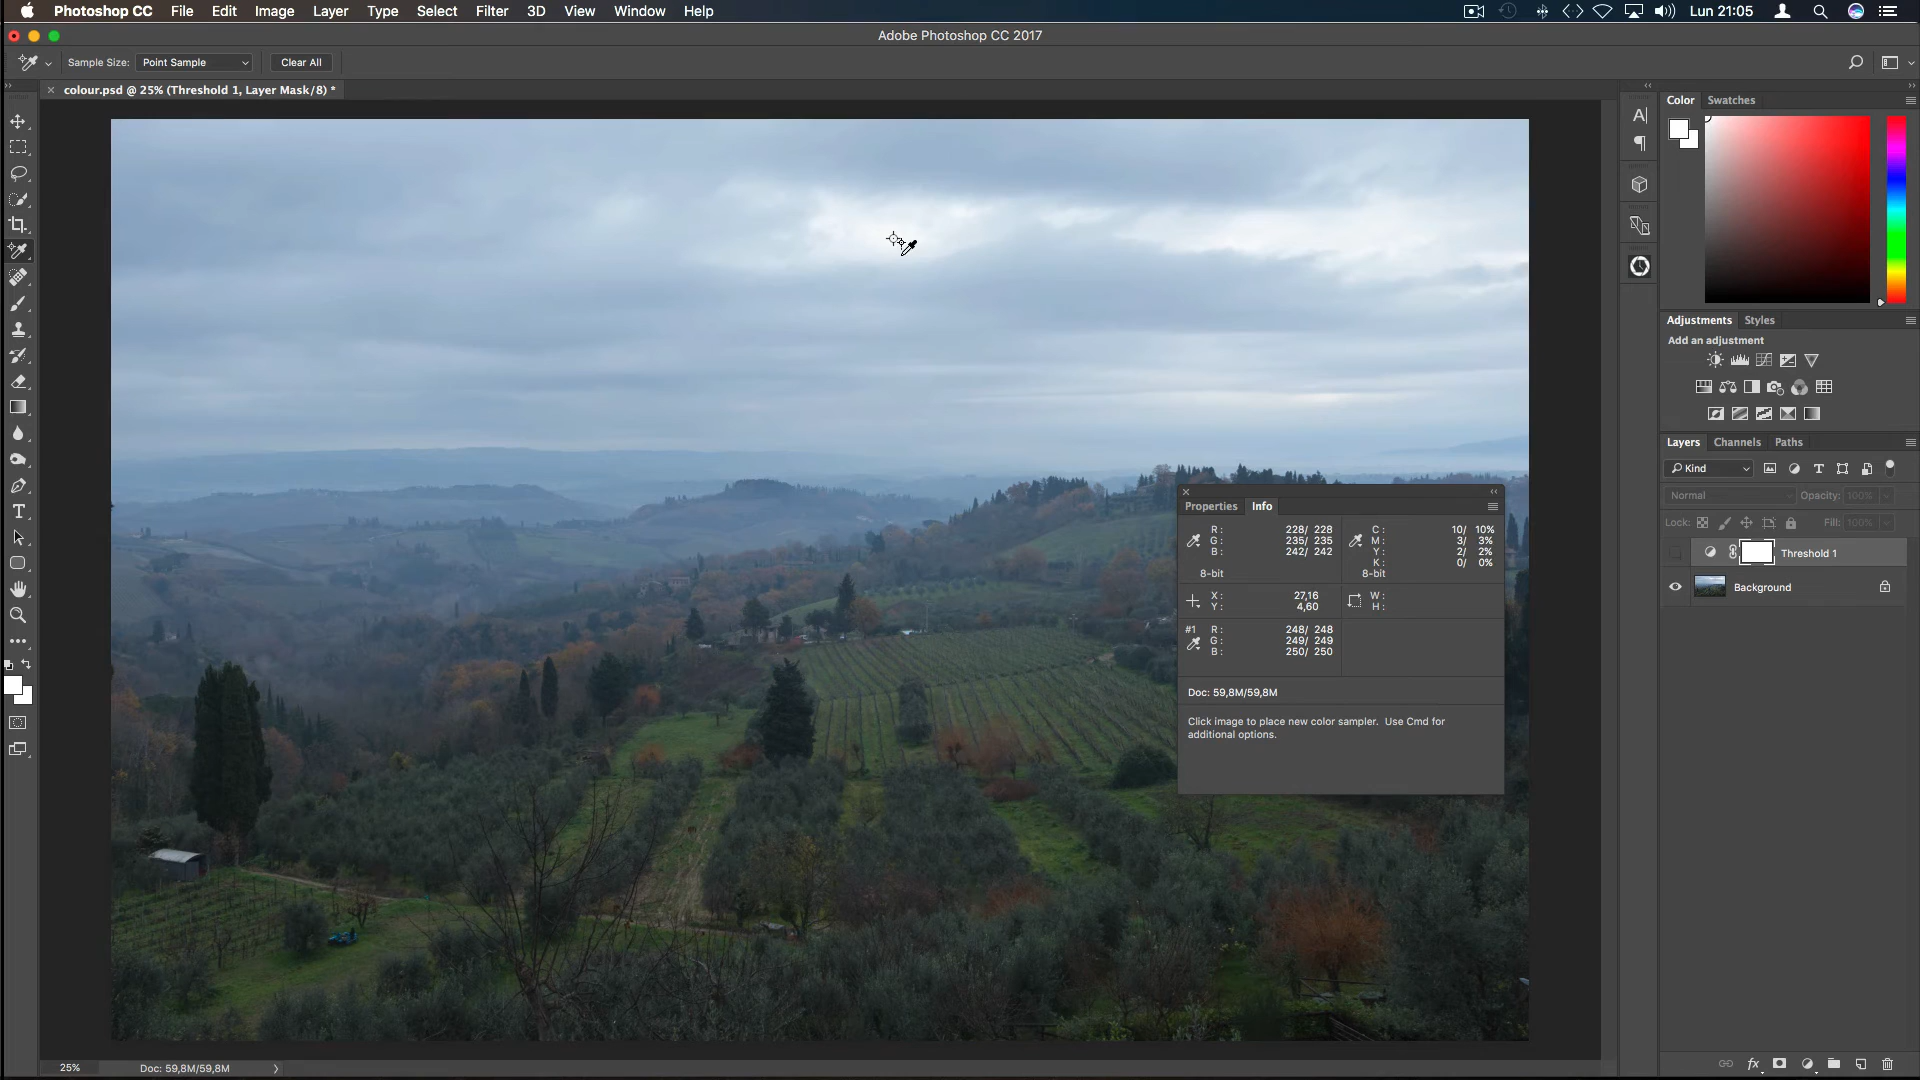 Photoshop CC File Edit Image Layer Type Select Filter 3D View Window Help Lun 21:05
Adobe Photoshop CC 2017
Sample Size: Point Sample Clear All
colour.psd @ 25% (Threshold 1, Layer Mask/8) *
Color Swatches
Adjustments Styles
Add an adjustment
Layers Channels Paths
Kind
Normal Opacity: 100%
Lock: Fill: 100%
Threshold 1
Background
Properties Info
R: 228/ 228 C: 10/ 10%
G: 235/ 235 M: 3/ 3%
B: 242/ 242 Y: 2/ 2%
K: 0/ 0%
8-bit 8-bit
X: 27,16 W:
Y: 4,60 H:
#1 R: 248/ 248
G: 249/ 249
B: 250/ 250
Doc: 59,8M/59,8M
Click image to place new color sampler. Use Cmd for
additional options.
25% Doc: 59,8M/59,8M